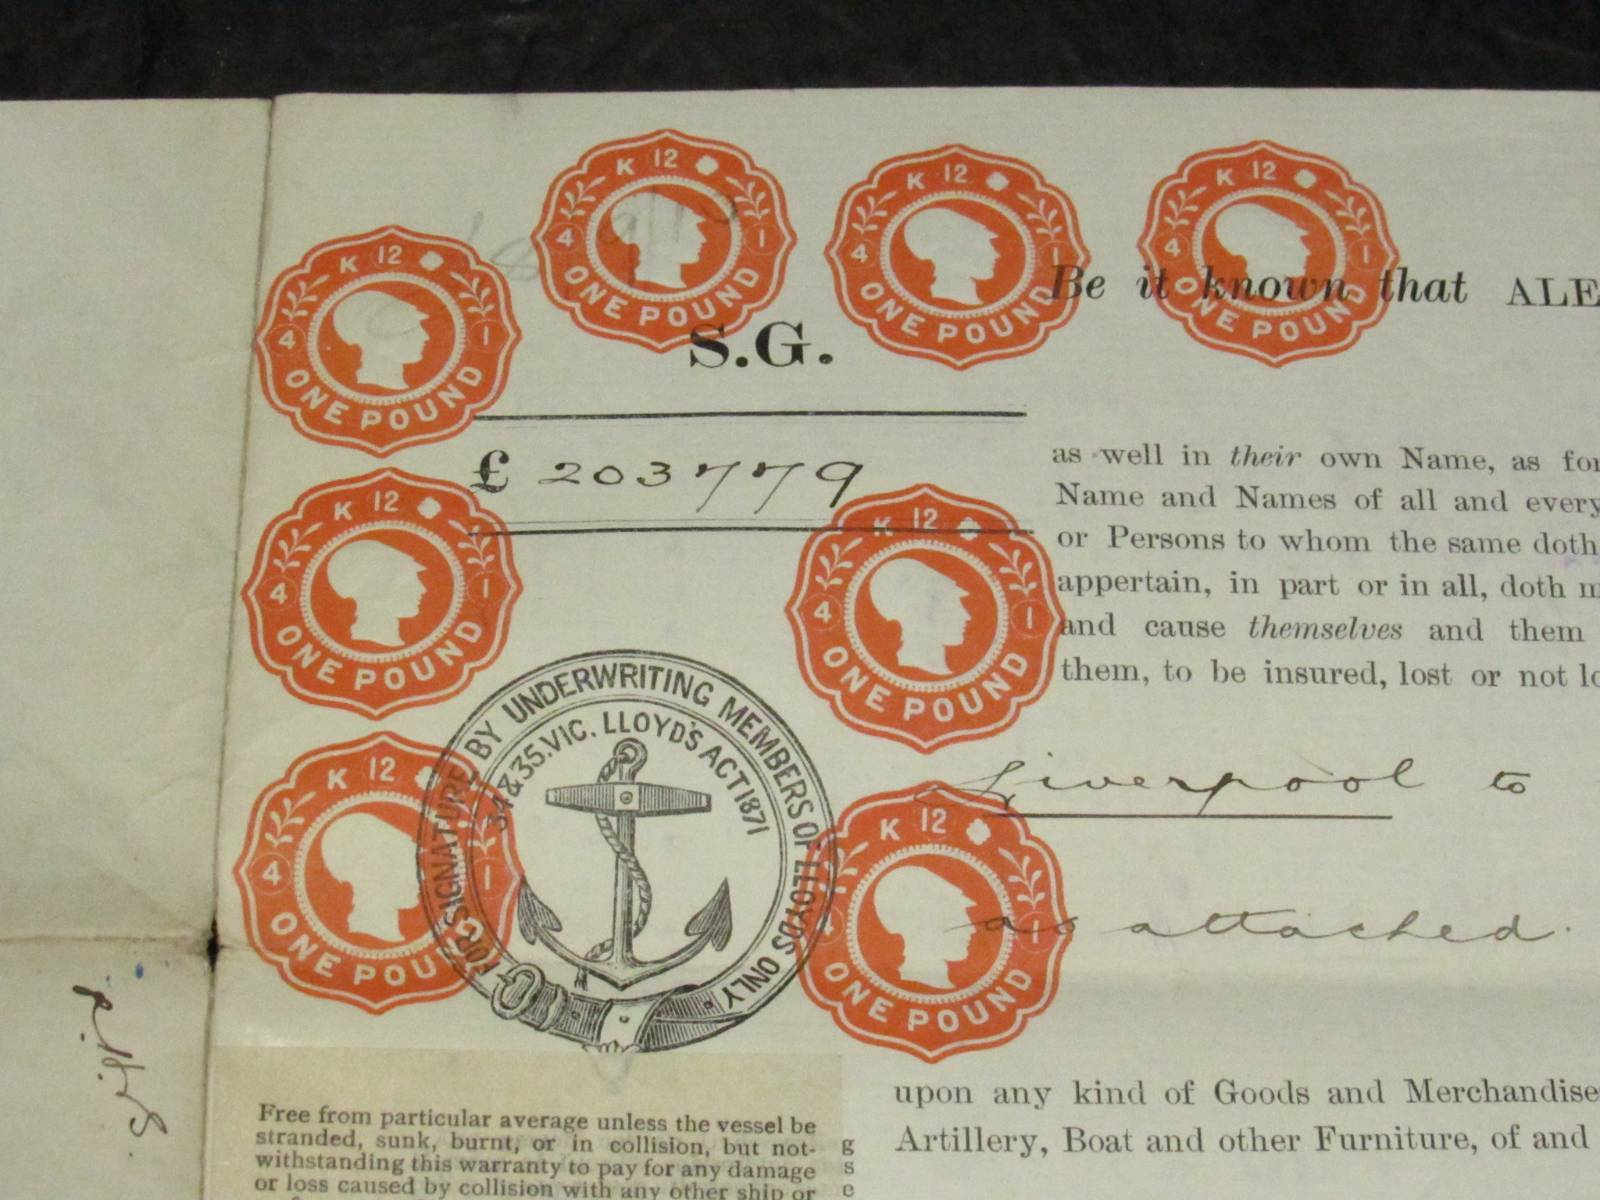 K 12
4 1
ONE POUND
K 12
4 1
ONE POUND
K 12
4 1
ONE POUND
K 12
4 1
ONE POUND
Be it known that ALE
S.G.
£ 203779
as well in their own Name, as for
Name and Names of all and every
or Persons to whom the same doth
appertain, in part or in all, doth m
and cause themselves and them
them, to be insured, lost or not lo
K 12
4 1
ONE POUND
K 12
4 1
ONE POUND
FOR SIGNATURE BY UNDERWRITING MEMBERS OF LLOYDS ONLY
34 & 35. VIC. LLOYD'S ACT 1871
K 12
4 1
ONE POUND
Liverpool to
K 12
1
ONE POUND
as attached.
upon any kind of Goods and Merchandise
Artillery, Boat and other Furniture, of and
Free from particular average unless the vessel be
stranded, sunk, burnt, or in collision, but not-
withstanding this warranty to pay for any damage
or loss caused by collision with any other ship or
g
s
e